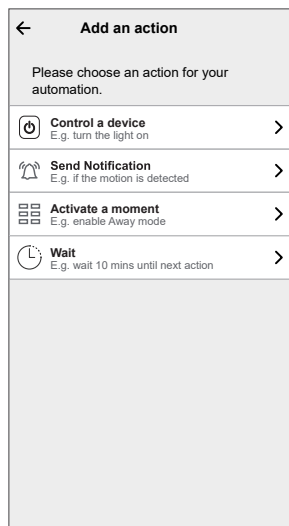 Add an action
Please choose an action for your
automation.
Control a device
E.g. turn the light on
Send Notification
E.g. if the motion is detected
Activate a moment
E.g. enable Away mode
Wait
E.g. wait 10 mins until next action